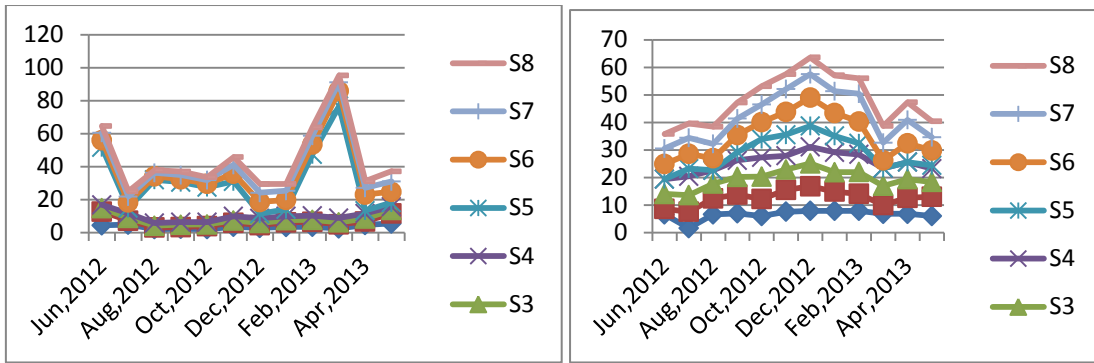 120
100
80
60
40
20
0
Jun,2012
Aug,2012
Oct,2012
Dec,2012
Feb,2013
Apr,2013
S8
S7
S6
S5
S4
S3
70
60
50
40
30
20
10
0
Jun,2012
Aug,2012
Oct,2012
Dec,2012
Feb,2013
Apr,2013
S8
S7
S6
S5
S4
S3